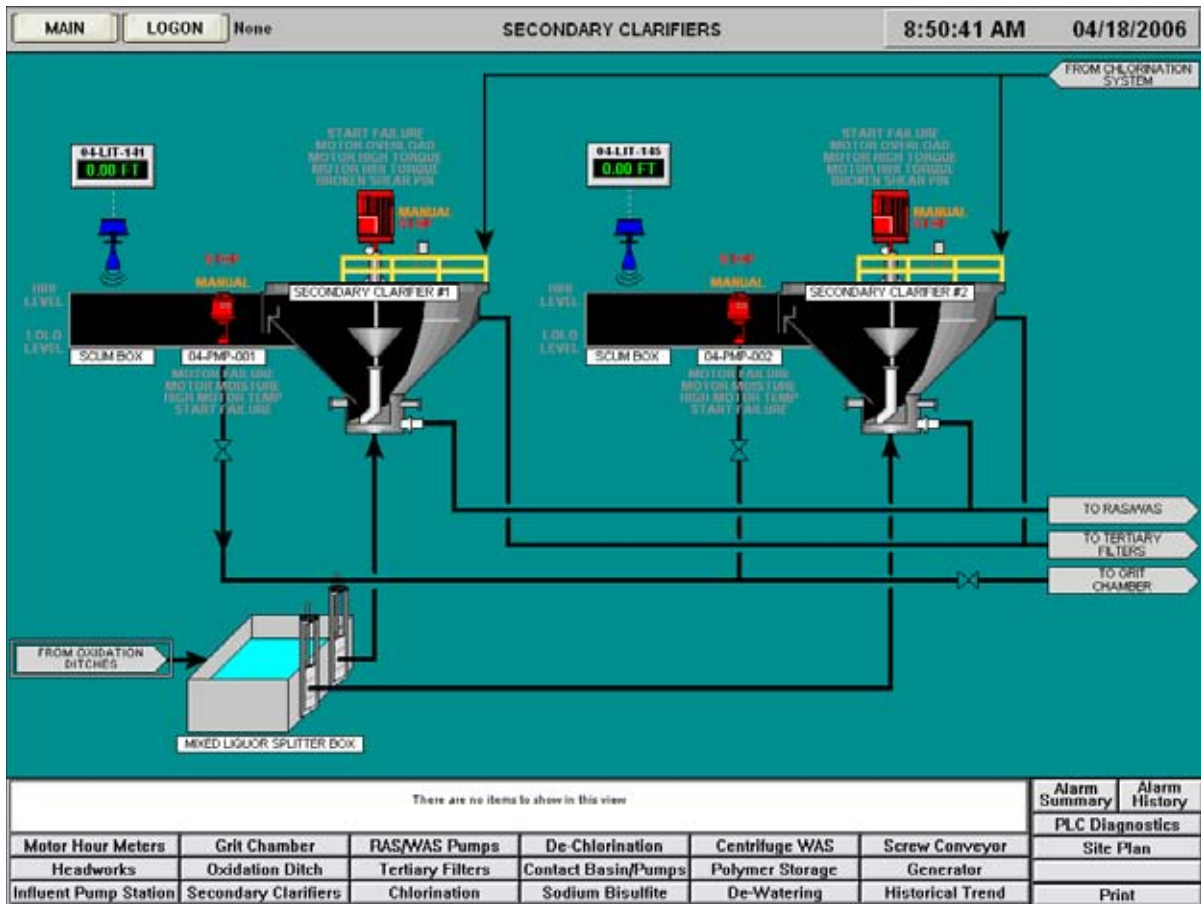 MAIN
LOGON
None
SECONDARY CLARIFIERS
8:50:41 AM
04/18/2006
FROM CHLORINATION
SYSTEM
04-LIT-141
0.00 FT
START FAILURE
MOTOR OVERLOAD
MOTOR HIGH TORQUE
MOTOR HIHI TORQUE
BROKEN SHEAR PIN
MANUAL
STOP
04-LIT-145
0.00 FT
START FAILURE
MOTOR OVERLOAD
MOTOR HIGH TORQUE
MOTOR HIHI TORQUE
BROKEN SHEAR PIN
MANUAL
STOP
STOP
MANUAL
HIHI
LEVEL
LOLO
LEVEL
SECONDARY CLARIFIER #1
SCUM BOX
04-PMP-001
MOTOR FAILURE
MOTOR MOISTURE
HIGH MOTOR TEMP
START FAILURE
STOP
MANUAL
HIHI
LEVEL
LOLO
LEVEL
SECONDARY CLARIFIER #2
SCUM BOX
04-PMP-002
MOTOR FAILURE
MOTOR MOISTURE
HIGH MOTOR TEMP
START FAILURE
TO RAS/WAS
TO TERTIARY
FILTERS
TO GRIT
CHAMBER
FROM OXIDATION
DITCHES
MIXED LIQUOR SPLITTER BOX
There are no items to show in this view
Alarm
Summary
Alarm
History
PLC Diagnostics
Motor Hour Meters
Grit Chamber
RAS/WAS Pumps
De-Chlorination
Centrifuge WAS
Screw Conveyor
Site Plan
Headworks
Oxidation Ditch
Tertiary Filters
Contact Basin/Pumps
Polymer Storage
Generator
Influent Pump Station
Secondary Clarifiers
Chlorination
Sodium Bisulfite
De-Watering
Historical Trend
Print